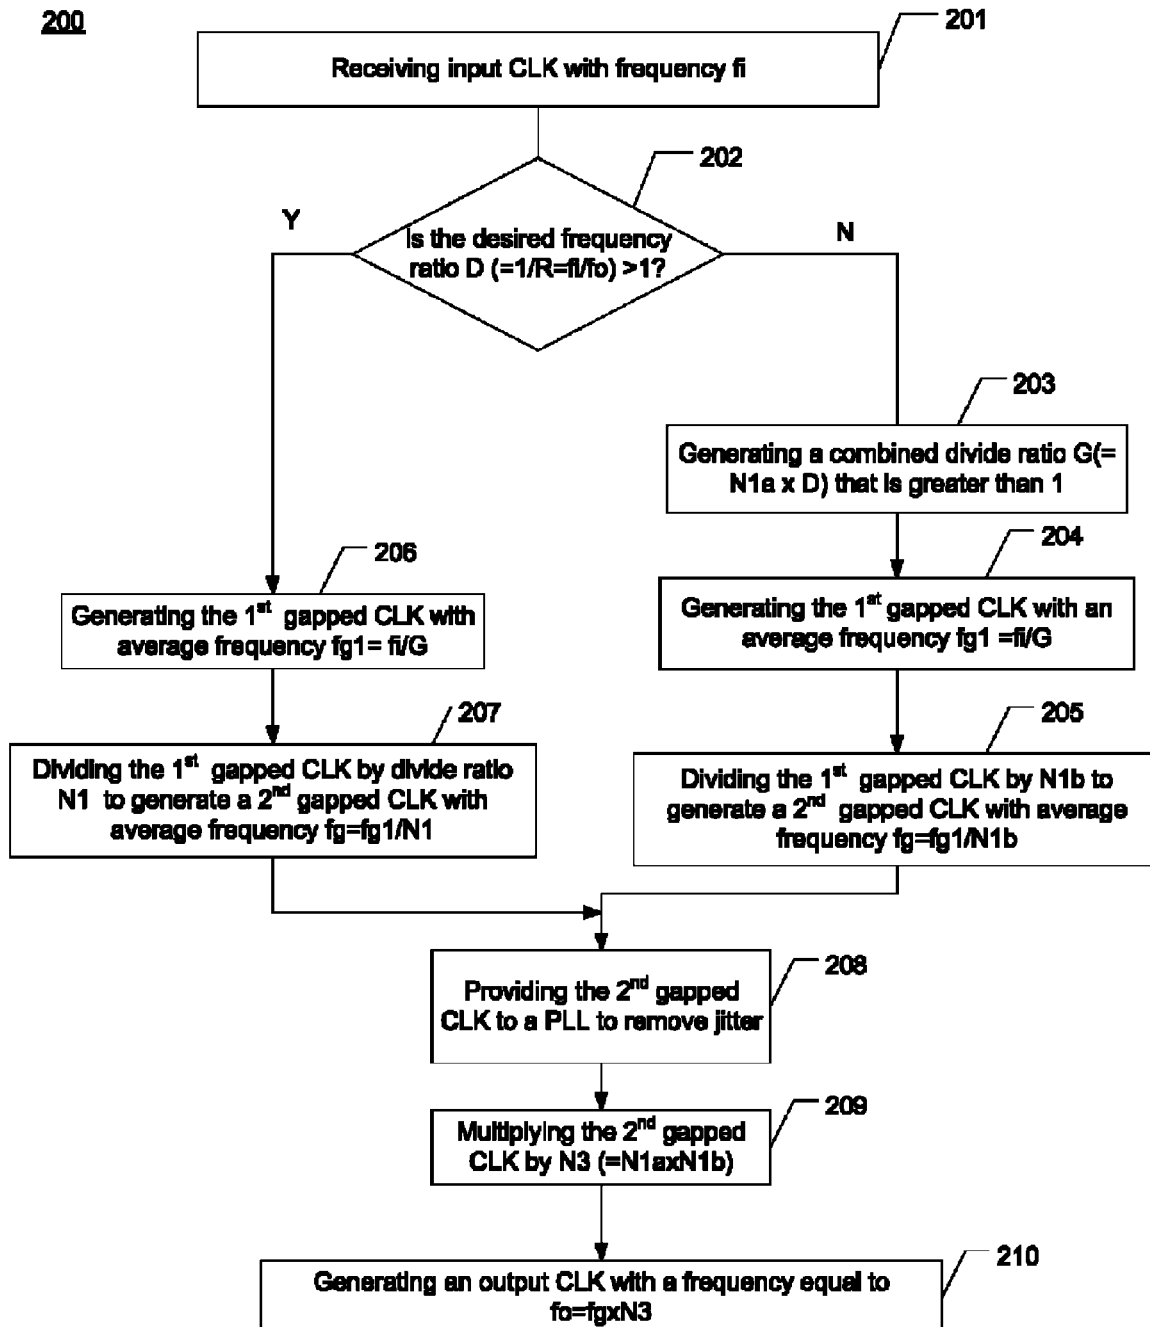 200
201
Receiving input CLK with frequency fi
202
Y
N
Is the desired frequency
ratio D (=1/R=fi/fo) >1?
203
Generating a combined divide ratio G(=
N1a x D) that is greater than 1
204
Generating the 1st gapped CLK with an
average frequency fg1 =fi/G
206
Generating the 1st gapped CLK with
average frequency fg1= fi/G
207
Dividing the 1st gapped CLK by divide ratio
N1 to generate a 2nd gapped CLK with
average frequency fg=fg1/N1
205
Dividing the 1st gapped CLK by N1b to
generate a 2nd gapped CLK with average
frequency fg=fg1/N1b
208
Providing the 2nd gapped
CLK to a PLL to remove jitter
209
Multiplying the 2nd gapped
CLK by N3 (=N1axN1b)
210
Generating an output CLK with a frequency equal to
fo=fgxN3